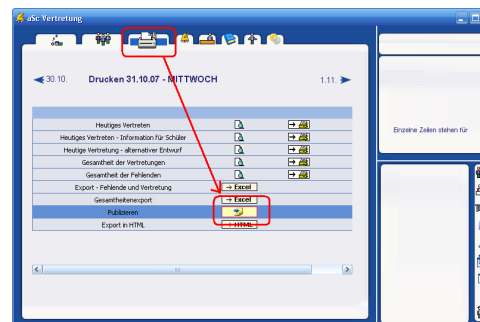 aSc Vertretung
30.10.
Drucken 31.10.07 - MITTWOCH
1.11.
Heutiges Vertreten
Heutiges Vertreten - Information für Schüler
Heutige Vertretung - alternativer Entwurf
Gesamtheit der Vertretungen
Gesamtheit der Fehlenden
Export - Fehlende und Vertretung → Excel
Gesamtheitenexport → Excel
Publizieren
Export in HTML → HTML
Einzelne Zeilen stehen für